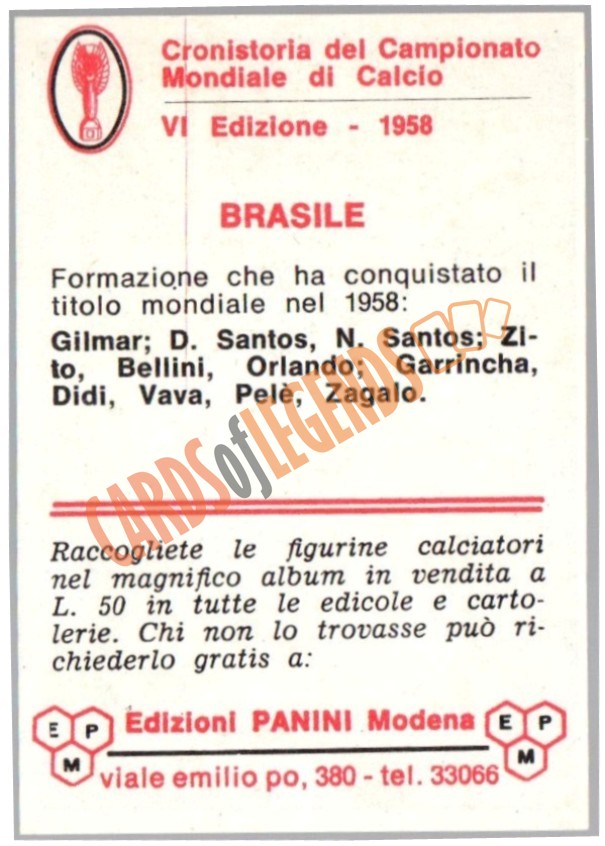 Cronistoria del Campionato
Mondiale di Calcio
VI Edizione - 1958
BRASILE
Formazione che ha conquistato il
titolo mondiale nel 1958:
Gilmar; D. Santos, N. Santos; Zi-
to, Bellini, Orlando; Garrincha,
Didi, Vava, Pelè, Zagalo.
CARDSofLEGENDS
Raccogliete le figurine calciatori
nel magnifico album in vendita a
L. 50 in tutte le edicole e carto-
lerie. Chi non lo trovasse può ri-
chiederlo gratis a:
E P M
Edizioni PANINI Modena
E P M
viale emilio po, 380 - tel. 33066